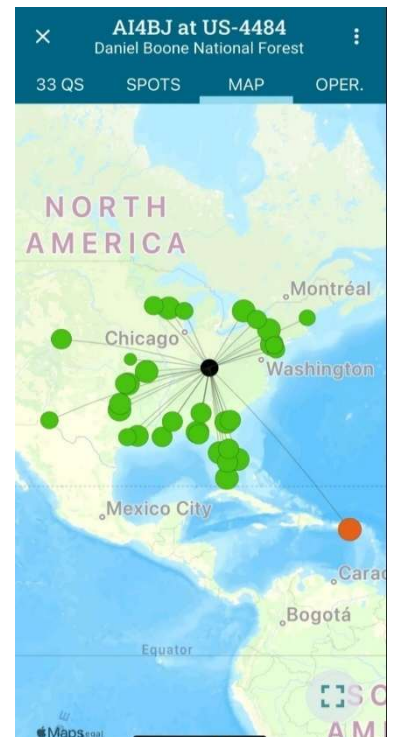 AI4BJ at US-4484
Daniel Boone National Forest
33 QS SPOTS MAP OPER.
NORTH
AMERICA
Montréal
Chicago
Washington
Mexico City
Carac
Bogotá
Equator
S C
Maps Legal
A M